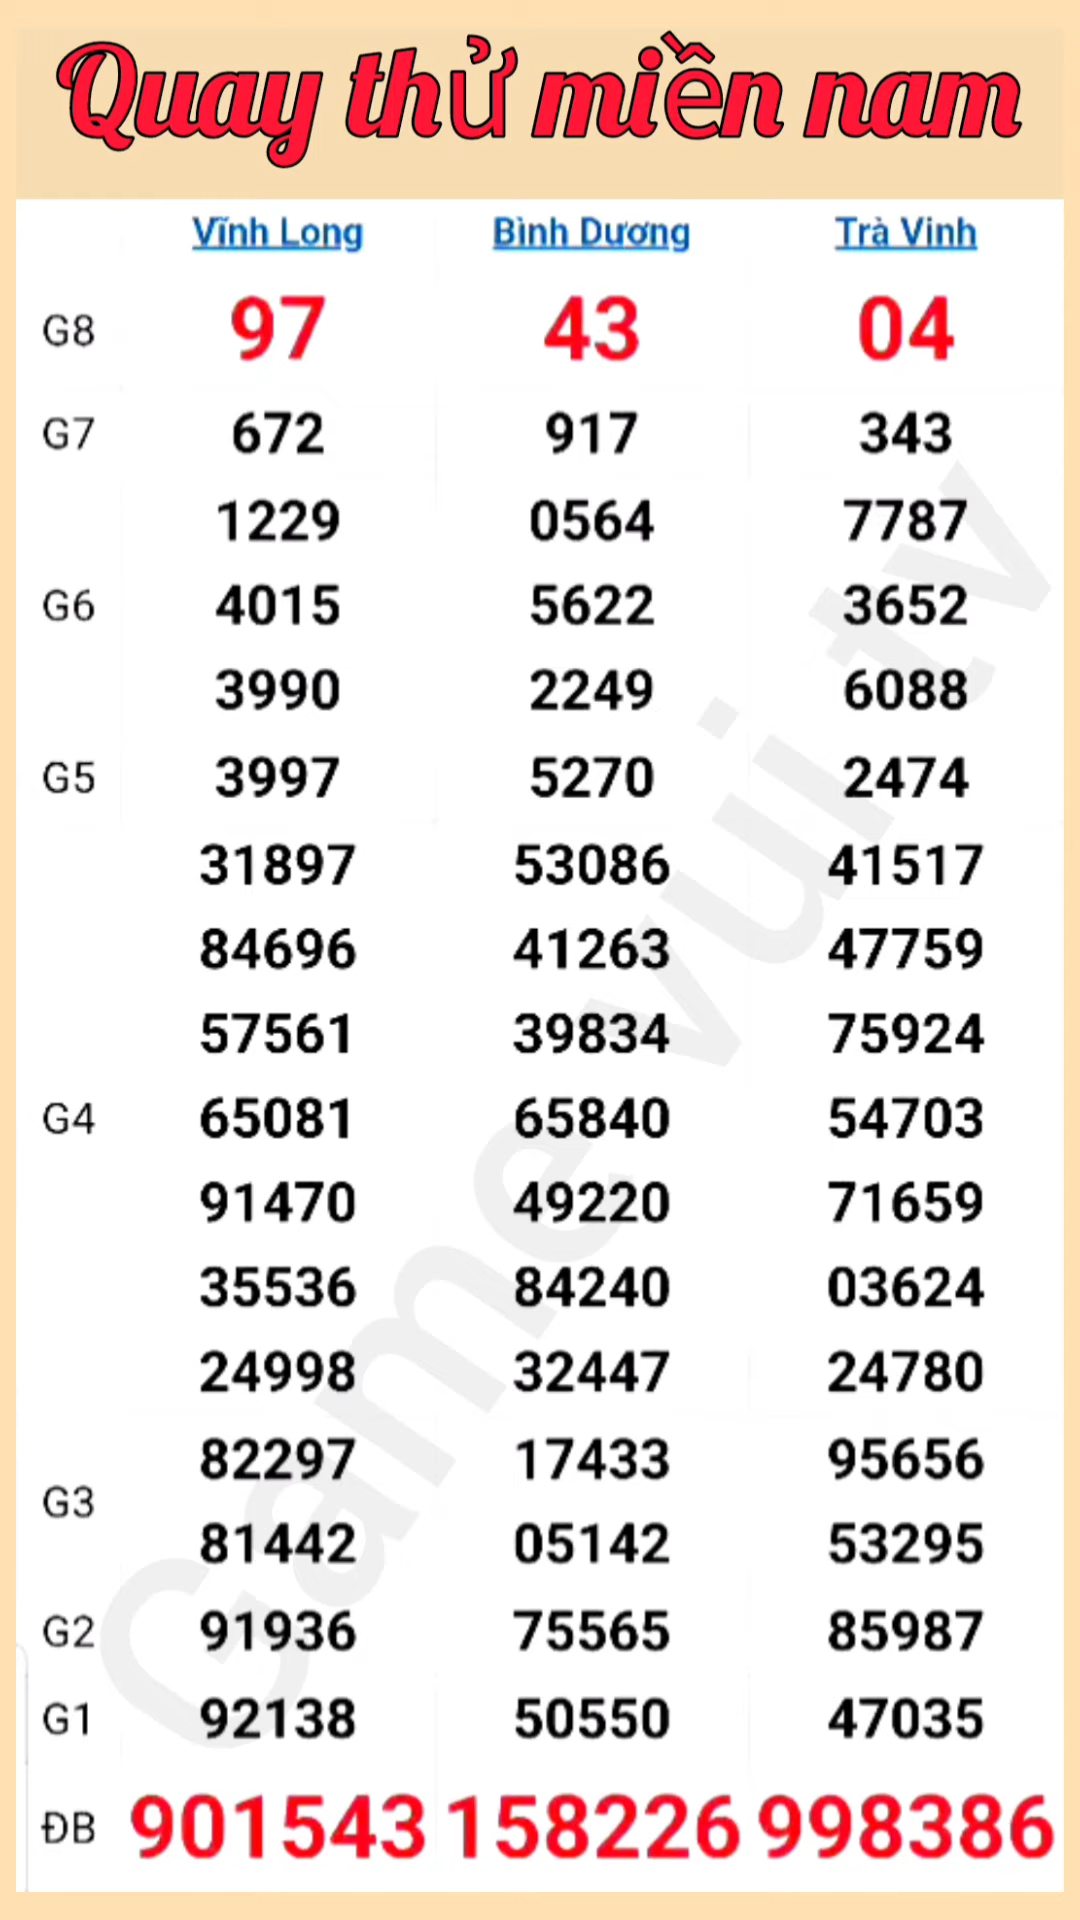 Quay thử miền nam
Vĩnh Long Bình Dương Trà Vinh
G8 97 43 04
G7 672 917 343
1229 0564 7787
G6 4015 5622 3652
3990 2249 6088
G5 3997 5270 2474
31897 53086 41517
84696 41263 47759
57561 39834 75924
G4 65081 65840 54703
91470 49220 71659
35536 84240 03624
24998 32447 24780
G3 82297 17433 95656
81442 05142 53295
G2 91936 75565 85987
G1 92138 50550 47035
ĐB 901543 158226 998386
Game vui tv